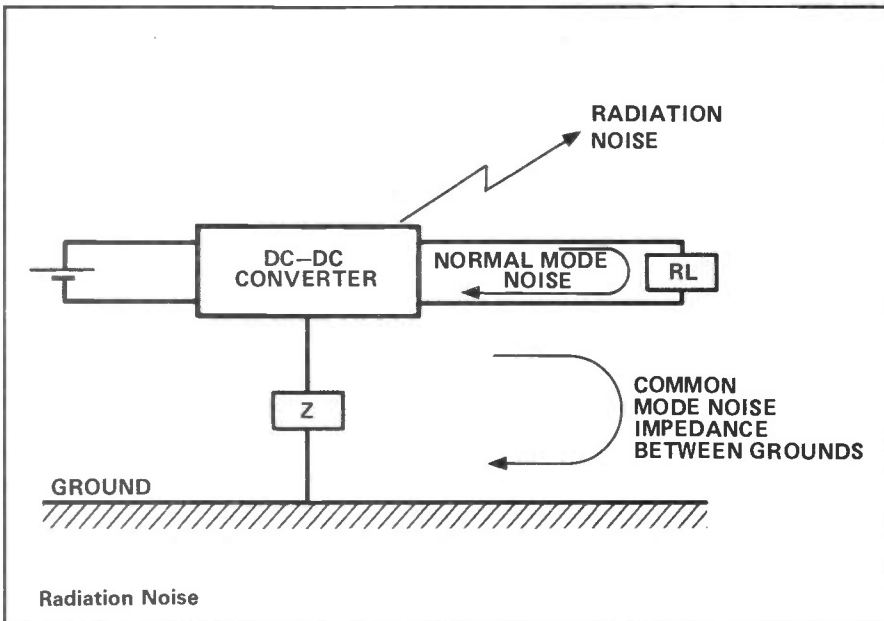 RADIATION
NOISE
DC–DC
CONVERTER
NORMAL MODE
NOISE
RL
Z
COMMON
MODE NOISE
IMPEDANCE
BETWEEN GROUNDS
GROUND
Radiation Noise